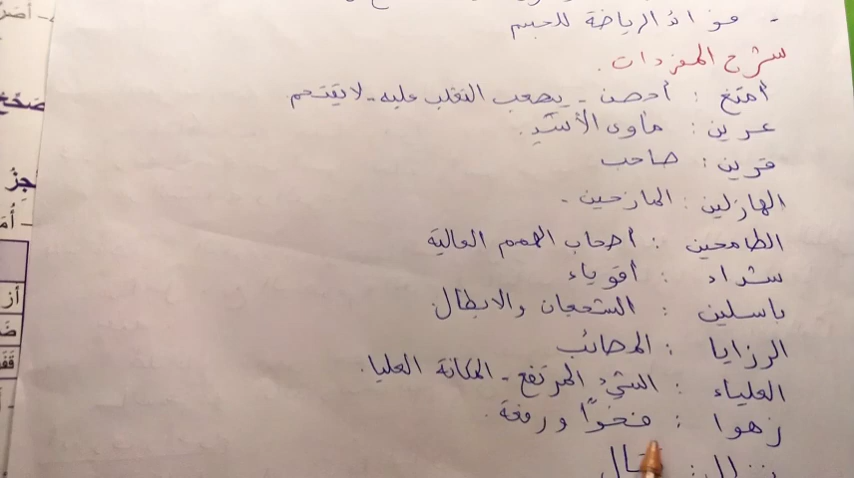 - فوائد الرياضة للجسم
شرح المفردات.
أمنع : أحصن - يصعب التغلب عليه - لا يقتحم
عرين : مأوى الأسد.
قرين : صاحب
الهازلين : المازحين -
الطامحين : أصحاب الهمم العالية
شداد : أقوياء
باسلين : الشجعان والابطال
الرزايا : المصائب
العلياء : الشيء المرتفع - المكانة العليا.
زهوا : فخراً ورفعة.